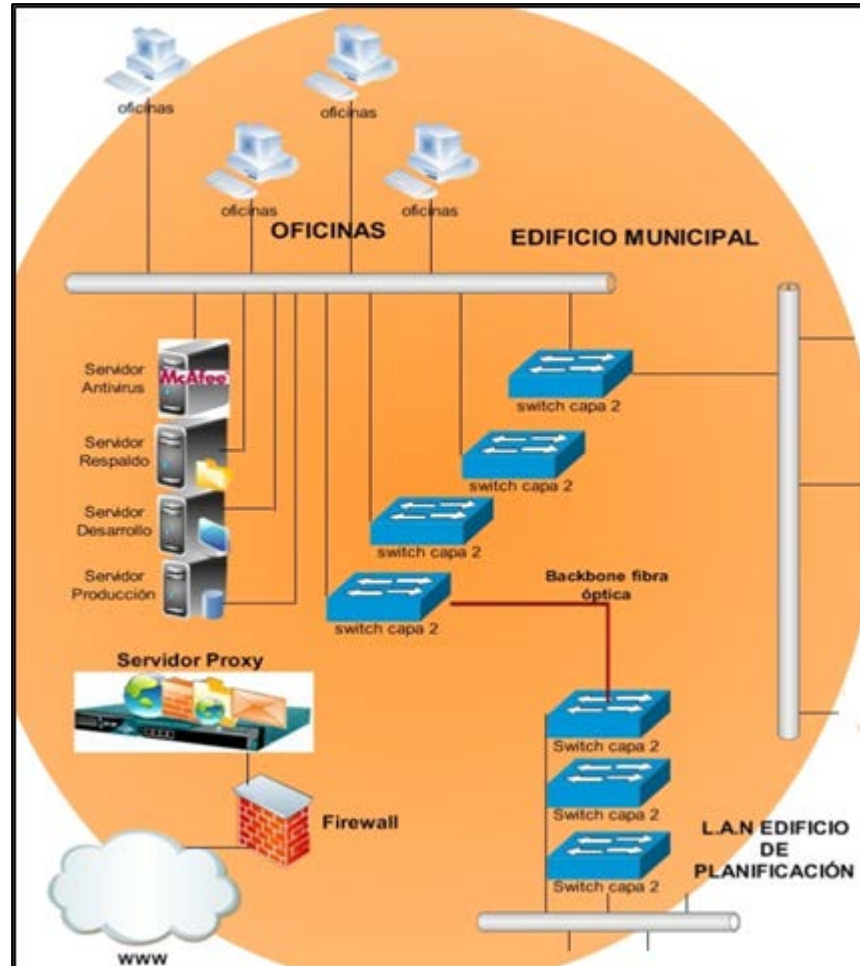 oficinas
oficinas
oficinas
oficinas
OFICINAS
EDIFICIO MUNICIPAL
Servidor
Antivirus
McAfee
switch capa 2
Servidor
Respaldo
switch capa 2
Servidor
Desarrollo
switch capa 2
Servidor
Producción
switch capa 2
Backbone fibra
óptica
Servidor Proxy
Switch capa 2
Firewall
Switch capa 2
L.A.N EDIFICIO
DE
PLANIFICACIÓN
Switch capa 2
www